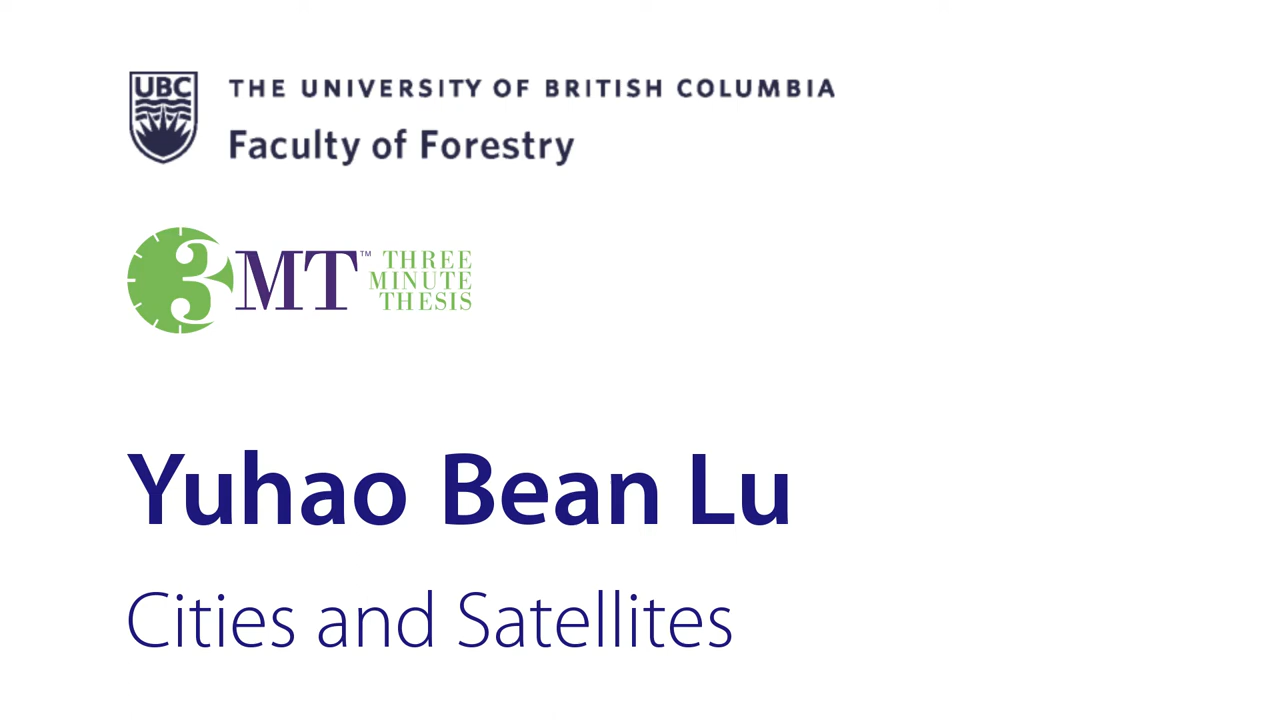 UBC
THE UNIVERSITY OF BRITISH COLUMBIA
Faculty of Forestry
3MT™
THREE
MINUTE
THESIS
Yuhao Bean Lu
Cities and Satellites